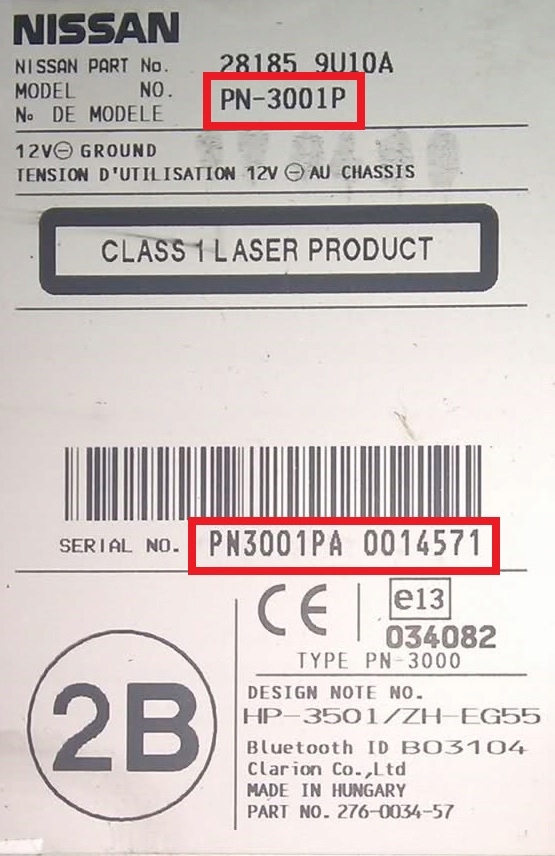 NISSAN
NISSAN PART No. 28185 9U10A
MODEL NO. PN-3001P
No DE MODELE
12V⊖ GROUND
TENSION D'UTILISATION 12V ⊖ AU CHASSIS
CLASS 1 LASER PRODUCT
SERIAL NO. PN3001PA 0014571
CE
e13
034082
TYPE PN-3000
2B
DESIGN NOTE NO.
HP-3501/ZH-EG55
Bluetooth ID B03104
Clarion Co.,Ltd
MADE IN HUNGARY
PART NO. 276-0034-57